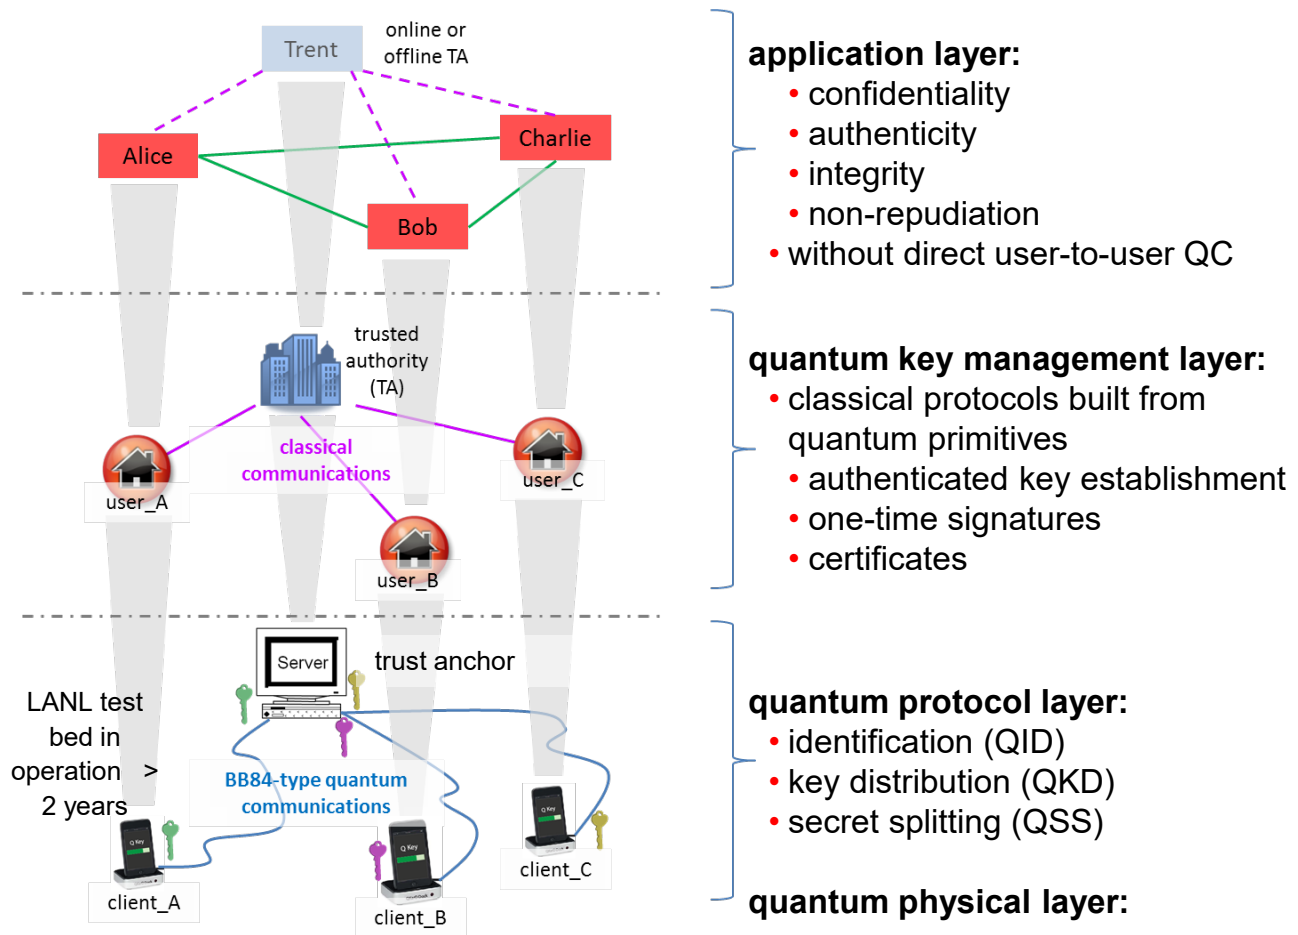 Trent
online or
offline TA
Alice
Charlie
Bob
application layer:
• confidentiality
• authenticity
• integrity
• non-repudiation
• without direct user-to-user QC
trusted
authority
(TA)
classical
communications
user_A
user_C
user_B
quantum key management layer:
• classical protocols built from
quantum primitives
• authenticated key establishment
• one-time signatures
• certificates
Server
trust anchor
LANL test
bed in
operation >
2 years
BB84-type quantum
communications
Q Key
client_A
Q Key
client_B
Q Key
client_C
quantum protocol layer:
• identification (QID)
• key distribution (QKD)
• secret splitting (QSS)
quantum physical layer: